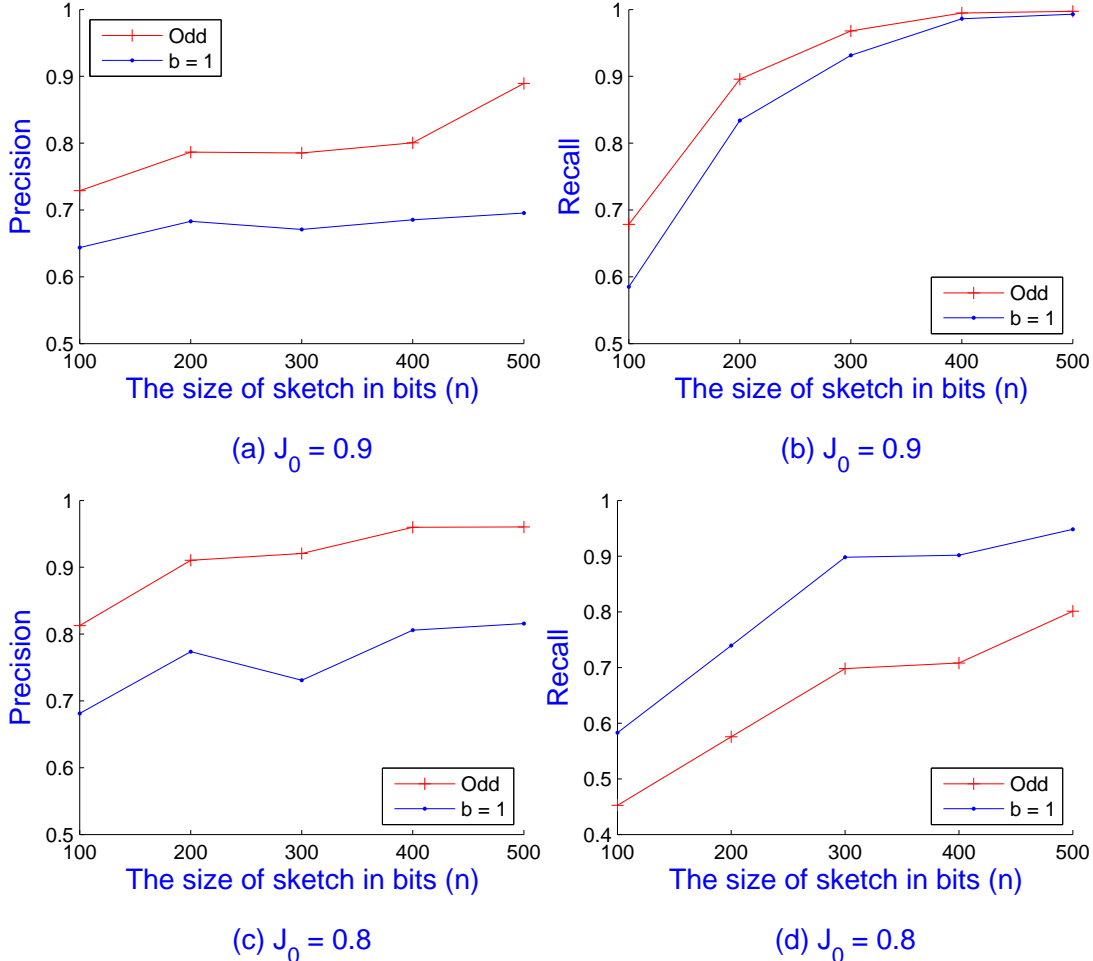 1
0.9
0.8
0.7
0.6
0.5
Precision
Odd
b = 1
100 200 300 400 500
The size of sketch in bits (n)
(a) J_0 = 0.9
1
0.9
0.8
0.7
0.6
0.5
Recall
Odd
b = 1
100 200 300 400 500
The size of sketch in bits (n)
(b) J_0 = 0.9
1
0.9
0.8
0.7
0.6
0.5
Precision
Odd
b = 1
100 200 300 400 500
The size of sketch in bits (n)
(c) J_0 = 0.8
1
0.9
0.8
0.7
0.6
0.5
0.4
Recall
Odd
b = 1
100 200 300 400 500
The size of sketch in bits (n)
(d) J_0 = 0.8